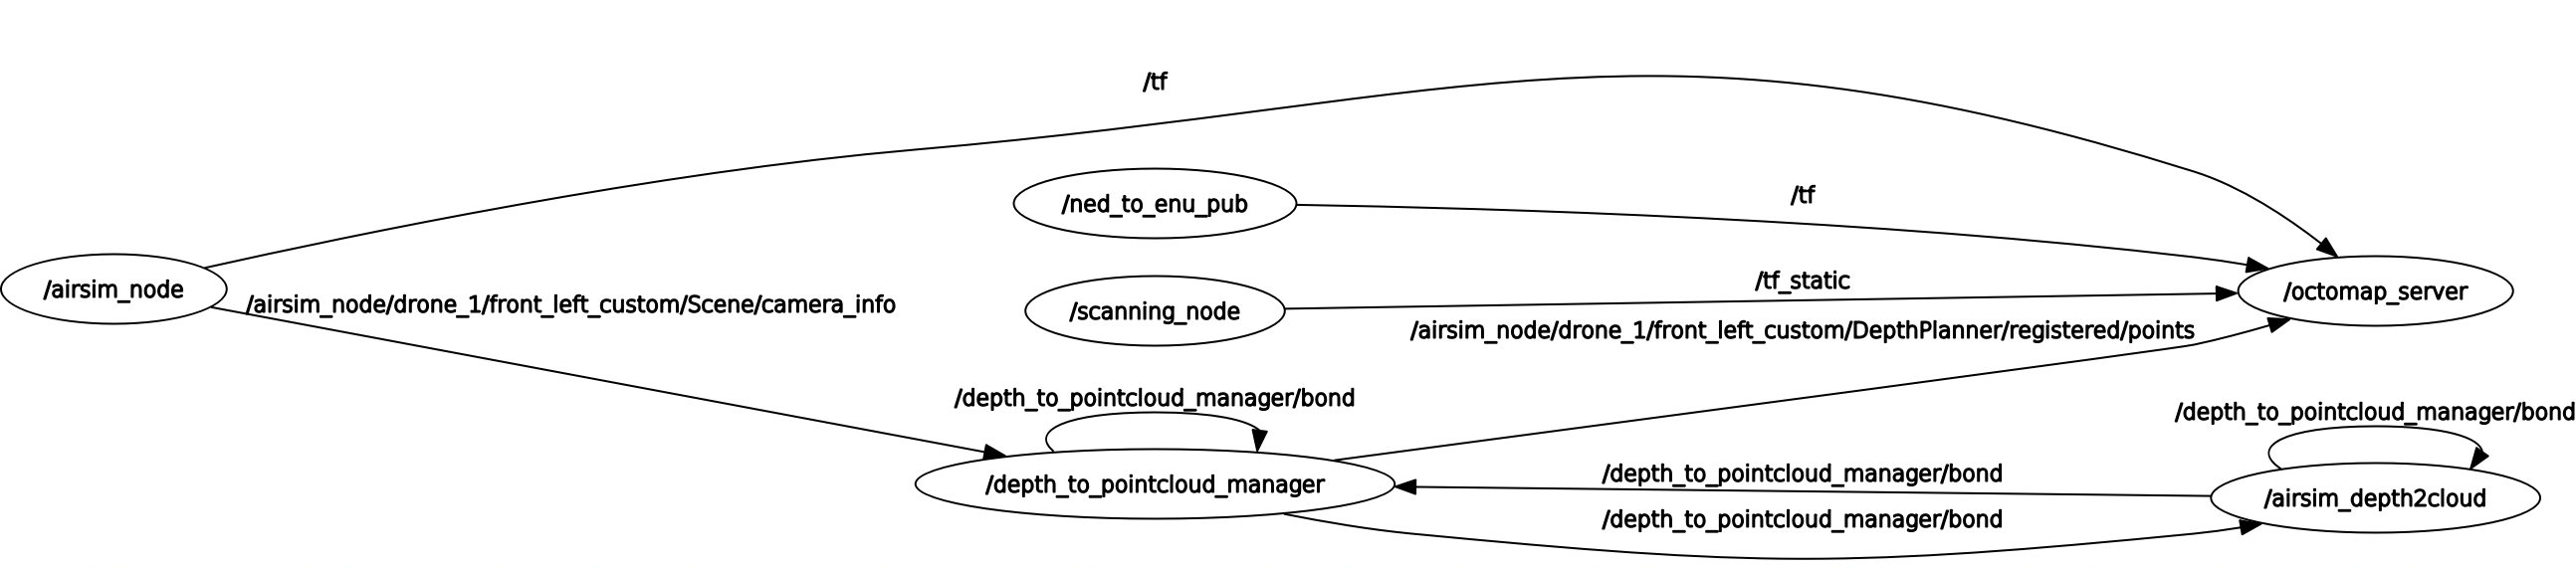 /tf
/ned_to_enu_pub
/tf
/airsim_node
/airsim_node/drone_1/front_left_custom/Scene/camera_info
/scanning_node
/tf_static
/octomap_server
/airsim_node/drone_1/front_left_custom/DepthPlanner/registered/points
/depth_to_pointcloud_manager/bond
/depth_to_pointcloud_manager/bond
/depth_to_pointcloud_manager
/depth_to_pointcloud_manager/bond
/airsim_depth2cloud
/depth_to_pointcloud_manager/bond